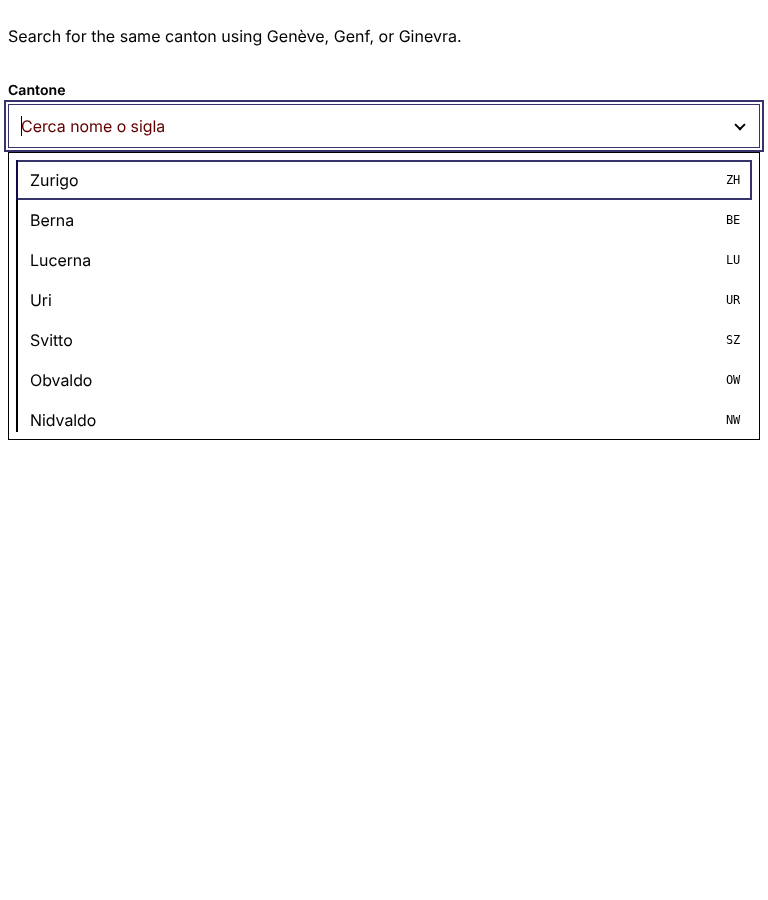 Search for the same canton using Genève, Genf, or Ginevra.
Cantone
Cerca nome o sigla
Zurigo ZH
Berna BE
Lucerna LU
Uri UR
Svitto SZ
Obvaldo OW
Nidvaldo NW